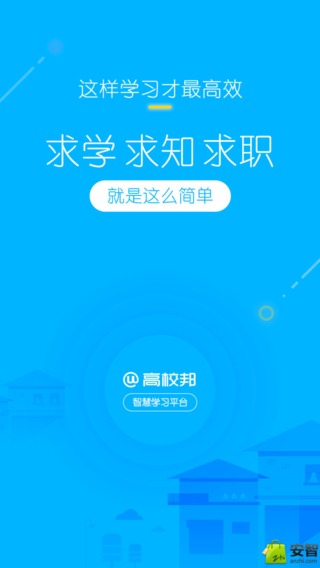 这样学习才最高效
求学 求知 求职
就是这么简单
@高校邦
智慧学习平台
安智
anzhi.com